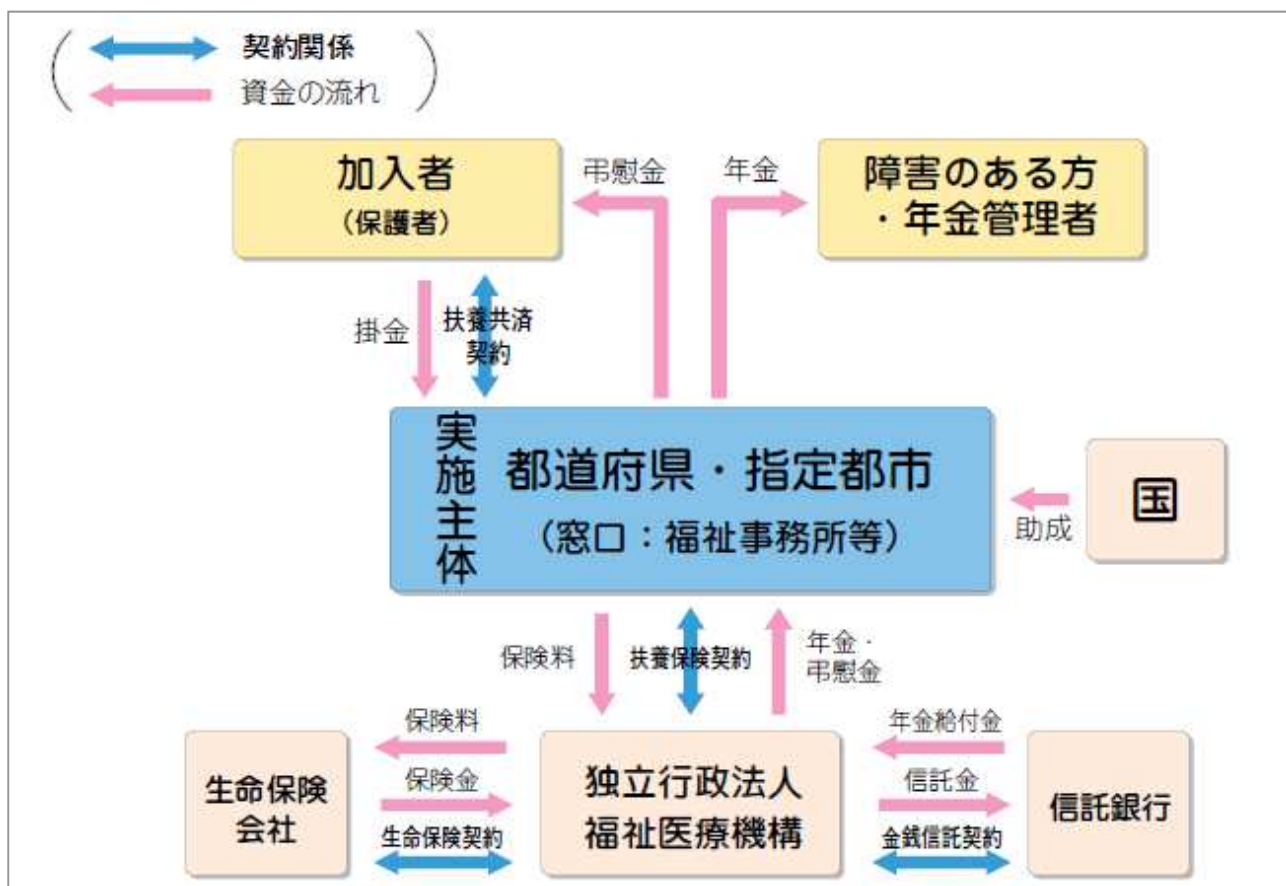 契約関係
資金の流れ
加入者
（保護者）
弔慰金
年金
障害のある方
・年金管理者
掛金
扶養共済
契約
実施主体
都道府県・指定都市
（窓口：福祉事務所等）
助成
国
保険料
扶養保険契約
年金・
弔慰金
生命保険
会社
保険料
保険金
生命保険契約
独立行政法人
福祉医療機構
年金給付金
信託金
金銭信託契約
信託銀行